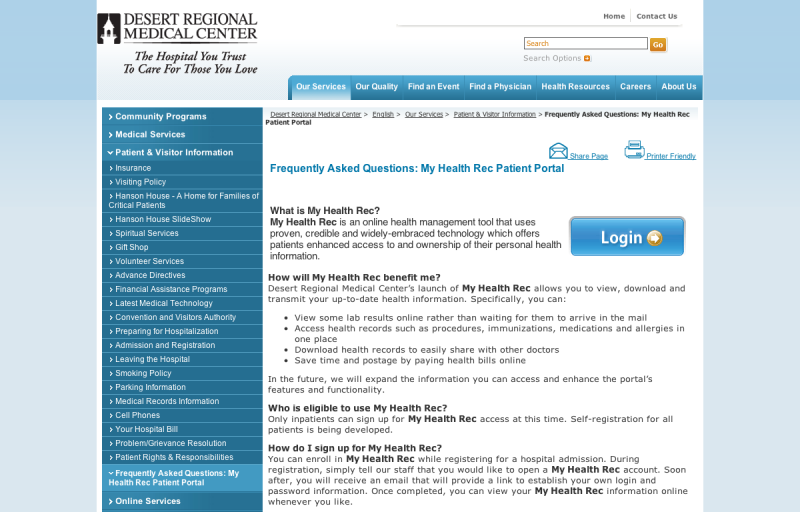 DESERT REGIONAL
MEDICAL CENTER
The Hospital You Trust
To Care For Those You Love
Home
Contact Us
Search
Go
Search Options
Our Services
Our Quality
Find an Event
Find a Physician
Health Resources
Careers
About Us
Community Programs
Medical Services
Patient & Visitor Information
Insurance
Visiting Policy
Hanson House - A Home for Families of
Critical Patients
Hanson House SlideShow
Spiritual Services
Gift Shop
Volunteer Services
Advance Directives
Financial Assistance Programs
Latest Medical Technology
Convention and Visitors Authority
Preparing for Hospitalization
Admission and Registration
Leaving the Hospital
Smoking Policy
Parking Information
Medical Records Information
Cell Phones
Your Hospital Bill
Problem/Grievance Resolution
Patient Rights & Responsibilities
Frequently Asked Questions: My
Health Rec Patient Portal
Online Services
Desert Regional Medical Center > English > Our Services > Patient & Visitor Information > Frequently Asked Questions: My Health Rec
Patient Portal
Share Page
Printer Friendly
Frequently Asked Questions: My Health Rec Patient Portal
What is My Health Rec?
My Health Rec is an online health management tool that uses
proven, credible and widely-embraced technology which offers
patients enhanced access to and ownership of their personal health
information.
Login
How will My Health Rec benefit me?
Desert Regional Medical Center's launch of My Health Rec allows you to view, download and
transmit your up-to-date health information. Specifically, you can:
• View some lab results online rather than waiting for them to arrive in the mail
• Access health records such as procedures, immunizations, medications and allergies in
one place
• Download health records to easily share with other doctors
• Save time and postage by paying health bills online
In the future, we will expand the information you can access and enhance the portal's
features and functionality.
Who is eligible to use My Health Rec?
Only inpatients can sign up for My Health Rec access at this time. Self-registration for all
patients is being developed.
How do I sign up for My Health Rec?
You can enroll in My Health Rec while registering for a hospital admission. During
registration, simply tell our staff that you would like to open a My Health Rec account. Soon
after, you will receive an email that will provide a link to establish your own login and
password information. Once completed, you can view your My Health Rec information online
whenever you like.